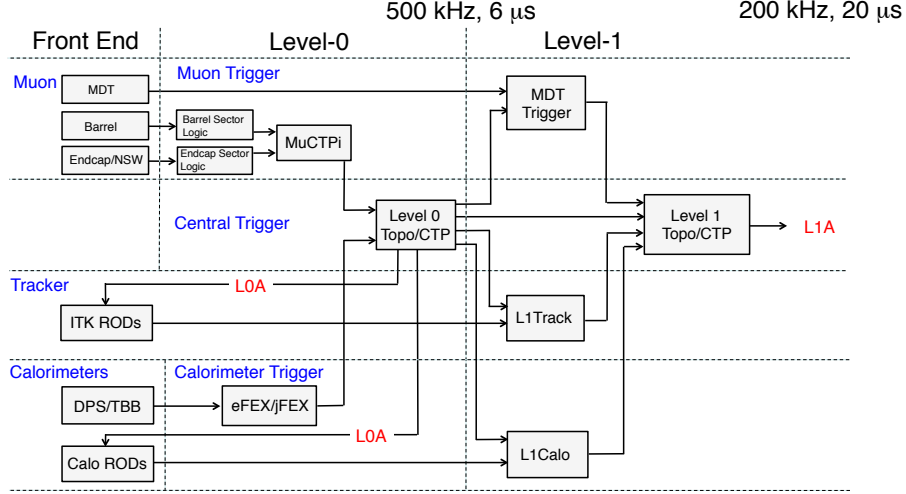 500 kHz, 6 μs
200 kHz, 20 μs
Front End
Level-0
Level-1
Muon
Muon Trigger
MDT
MDT
Trigger
Barrel
Barrel Sector
Logic
MuCTPi
Endcap/NSW
Endcap Sector
Logic
Central Trigger
Level 0
Topo/CTP
Level 1
Topo/CTP
L1A
Tracker
L0A
ITK RODs
L1Track
Calorimeters
Calorimeter Trigger
DPS/TBB
eFEX/jFEX
L0A
Calo RODs
L1Calo